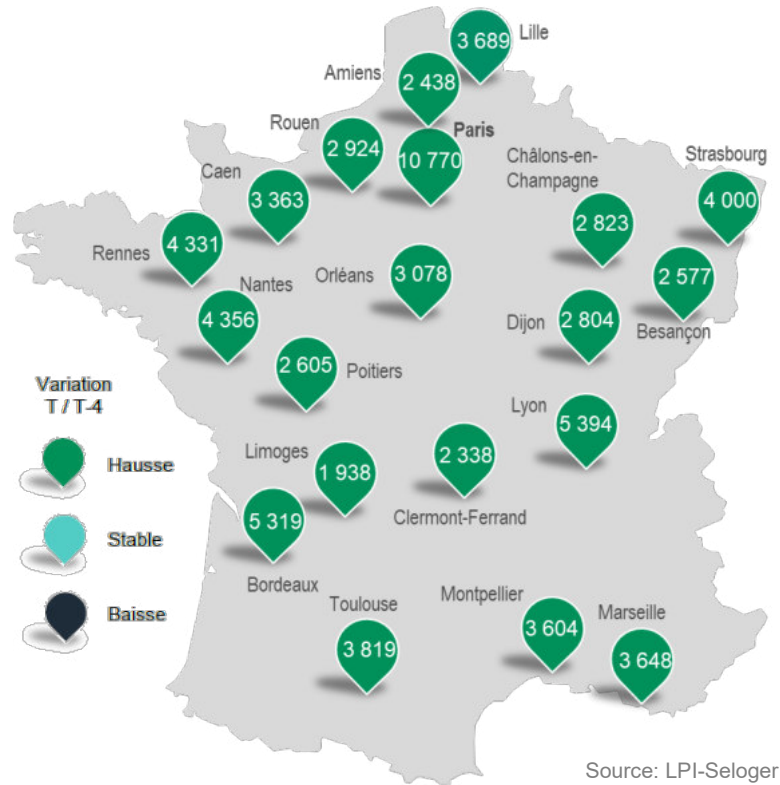 Lille
3 689
Amiens
2 438
Rouen
2 924
Paris
10 770
Caen
3 363
Châlons-en-
Champagne
2 823
Strasbourg
4 000
Rennes
4 331
Nantes
4 356
Orléans
3 078
2 577
Besançon
Dijon
2 804
2 605
Poitiers
Lyon
5 394
Limoges
1 938
2 338
Clermont-Ferrand
5 319
Bordeaux
Toulouse
3 819
Montpellier
3 604
Marseille
3 648
Variation
T / T-4
Hausse
Stable
Baisse
Source: LPI-Seloger